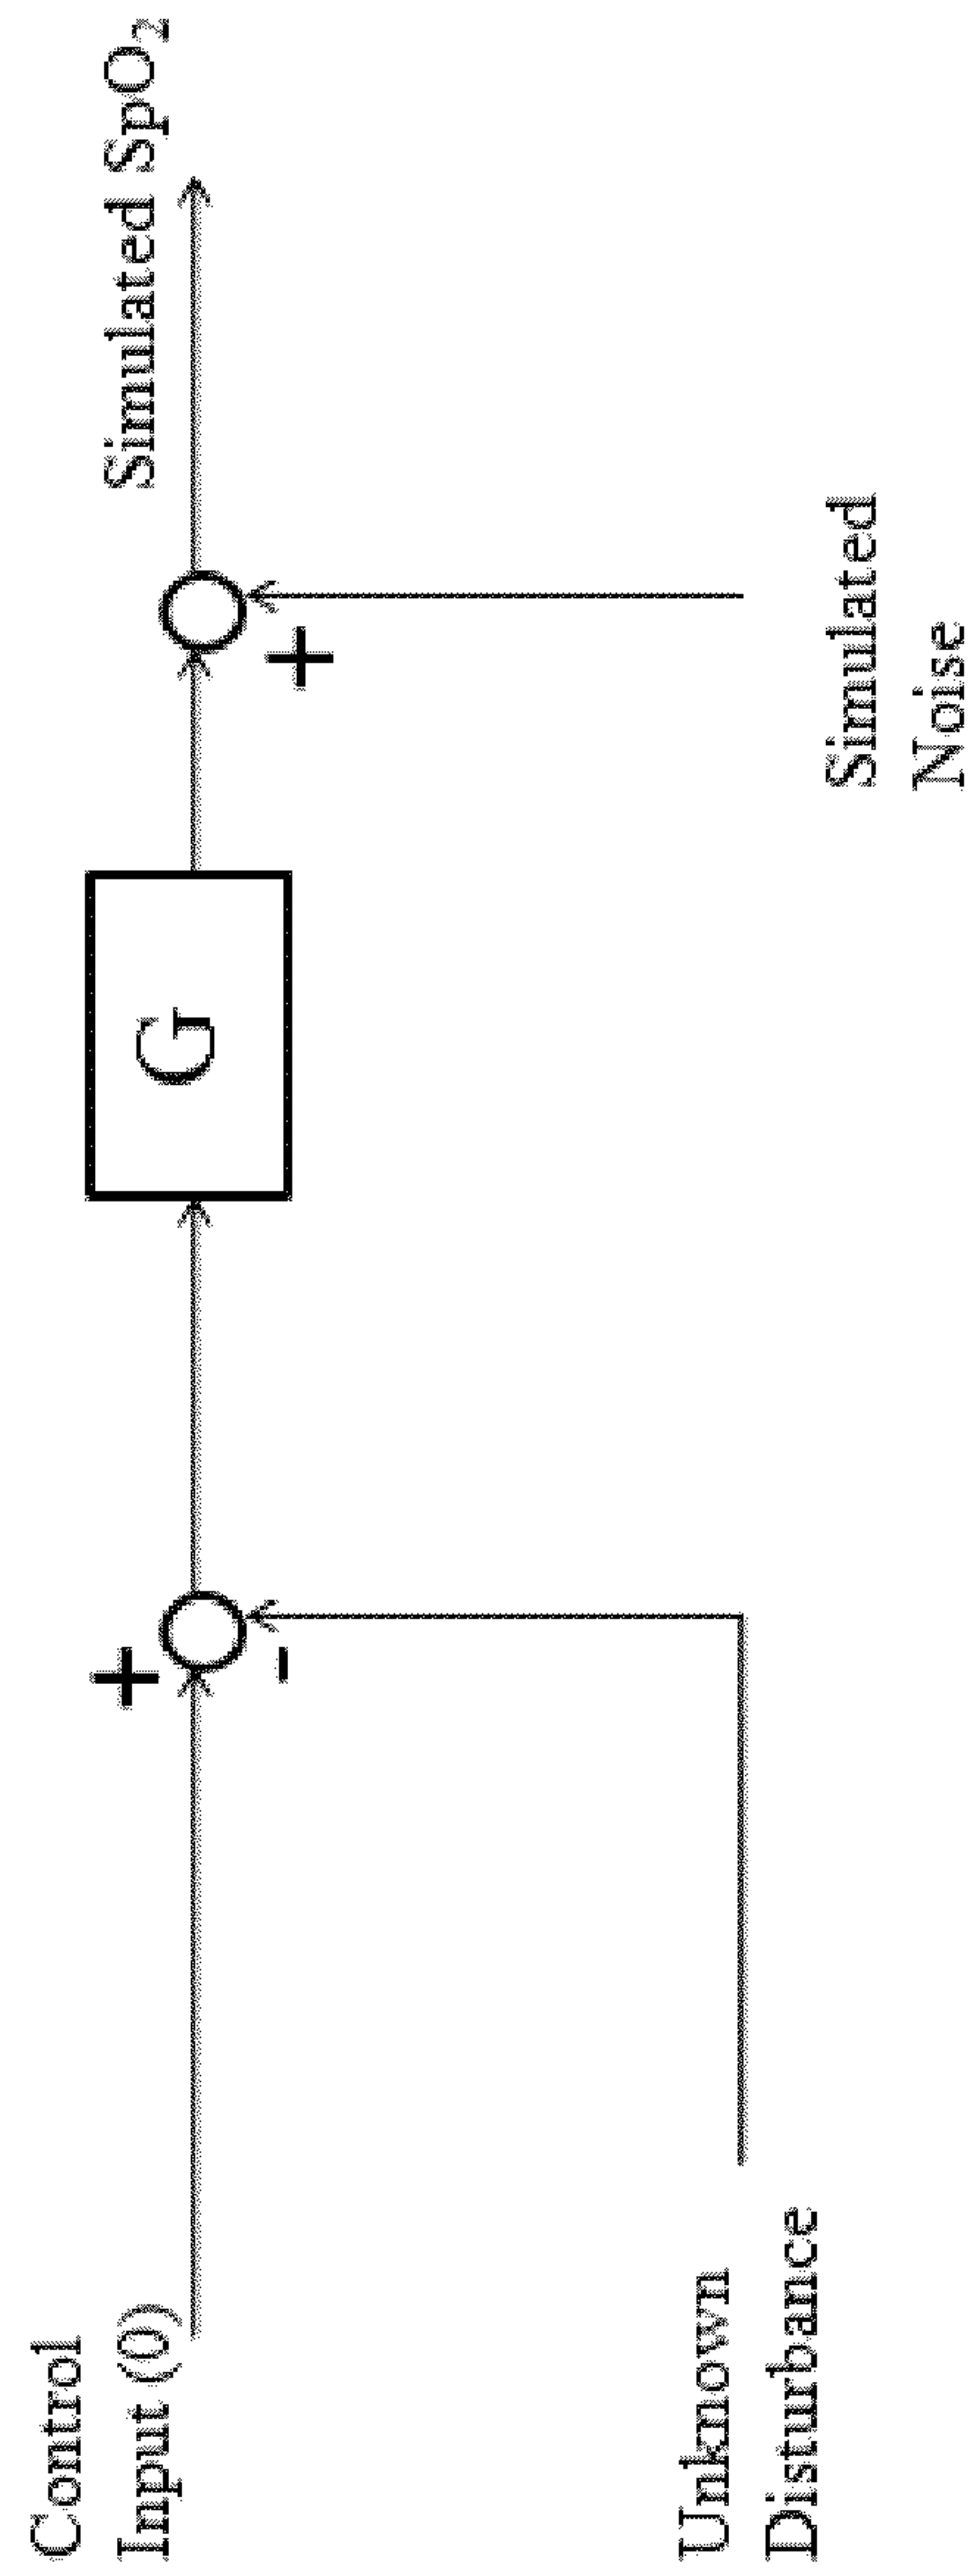 Control
Input (0)
+
-
Unknown
Disturbance
G
+
Simulated
Noise
Simulated SpO₂